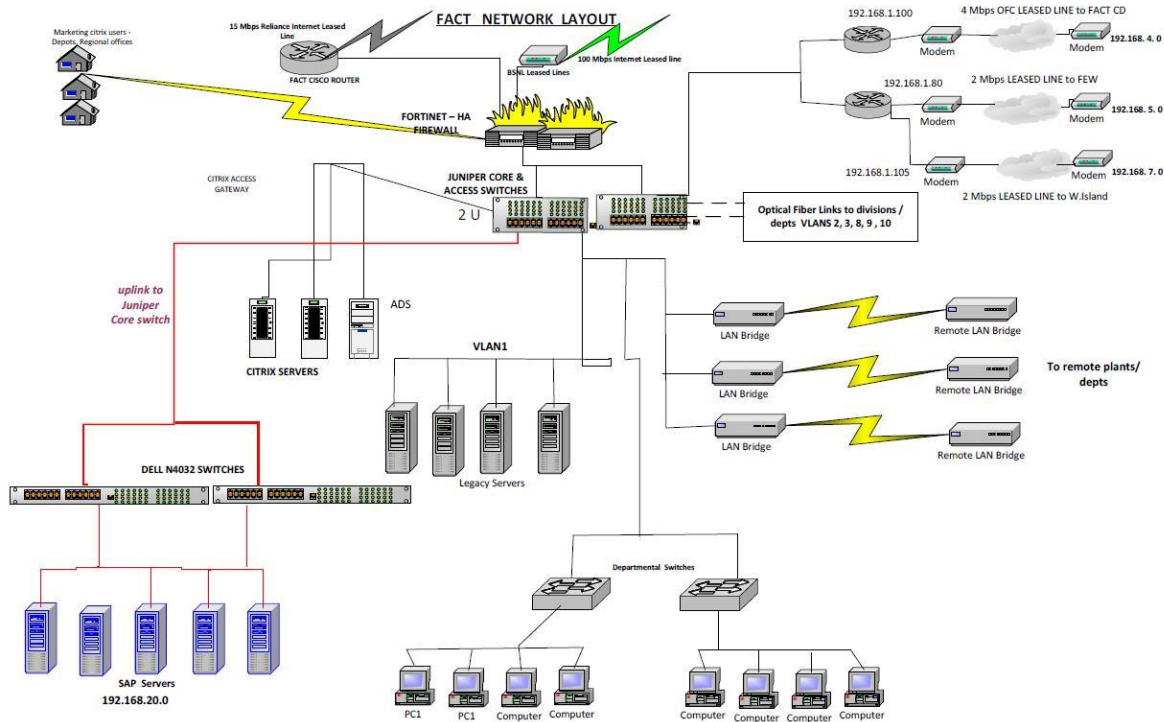 FACT NETWORK LAYOUT
Marketing citrix users -
Depots, Regional offices
15 Mbps Reliance Internet Leased
Line
FACT CISCO ROUTER
BSNL Leased Lines
100 Mbps Internet Leased line
192.168.1.100
4 Mbps OFC LEASED LINE to FACT CD
Modem
Modem
192.168. 4. 0
192.168.1.80
2 Mbps LEASED LINE to FEW
Modem
Modem
192.168. 5. 0
192.168.1.105
Modem
Modem
192.168. 7. 0
2 Mbps LEASED LINE to W.Island
FORTINET – HA
FIREWALL
CITRIX ACCESS
GATEWAY
JUNIPER CORE &
ACCESS SWITCHES
2 U
Optical Fiber Links to divisions /
depts VLANS 2, 3, 8, 9 , 10
uplink to
Juniper
Core switch
ADS
CITRIX SERVERS
VLAN1
Legacy Servers
LAN Bridge
Remote LAN Bridge
LAN Bridge
Remote LAN Bridge
LAN Bridge
Remote LAN Bridge
To remote plants/
depts
DELL N4032 SWITCHES
SAP Servers
192.168.20.0
Departmental Switches
PC1
PC1
Computer
Computer
Computer
Computer
Computer
Computer